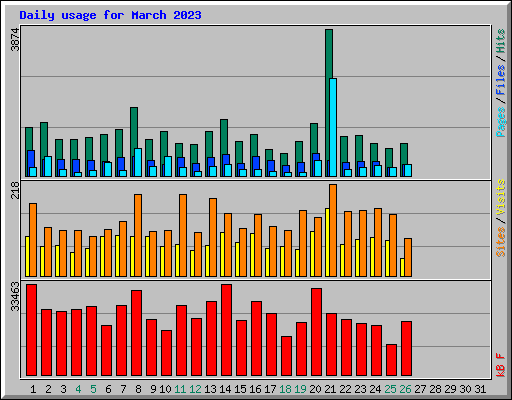 Daily usage for March 2023
3874
Pages / Files / Hits
218
Sites / Visits
33463
kB F
1 2 3 4 5 6 7 8 9 10 11 12 13 14 15 16 17 18 19 20 21 22 23 24 25 26 27 28 29 30 31